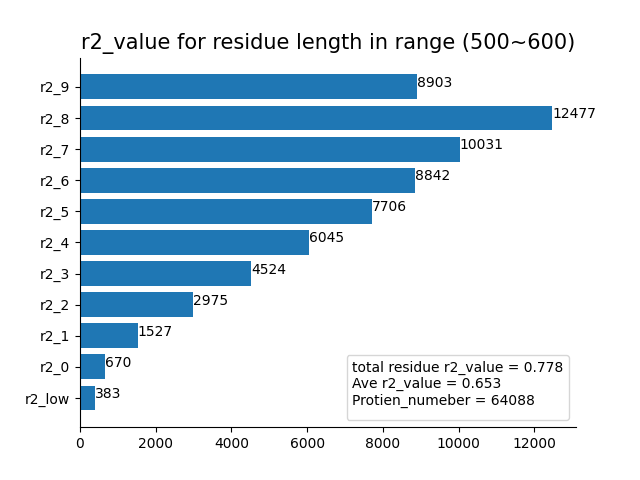 r2_value for residue length in range (500~600)
r2_9
8903
r2_8
12477
r2_7
10031
r2_6
8842
r2_5
7706
r2_4
6045
r2_3
4524
r2_2
2975
r2_1
1527
r2_0
670
r2_low
383
total residue r2_value = 0.778
Ave r2_value = 0.653
Protien_numeber = 64088
0 2000 4000 6000 8000 10000 12000